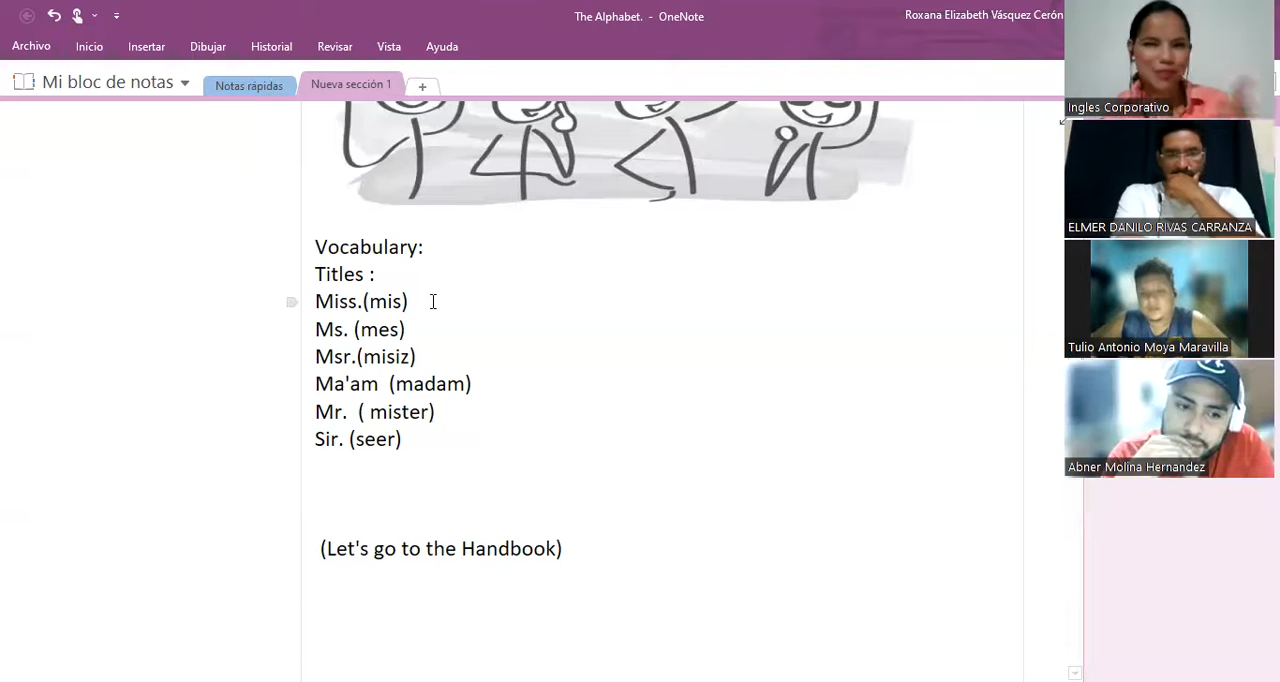 The Alphabet. - OneNote
Roxana Elizabeth Vásquez Cerón
Archivo Inicio Insertar Dibujar Historial Revisar Vista Ayuda
Mi bloc de notas Notas rápidas Nueva sección 1
Vocabulary:
Titles :
Miss.(mis)
Ms. (mes)
Msr.(misiz)
Ma'am (madam)
Mr. ( mister)
Sir. (seer)
(Let's go to the Handbook)
Ingles Corporativo
ELMER DANILO RIVAS CARRANZA
Tulio Antonio Moya Maravilla
Abner Molina Hernandez